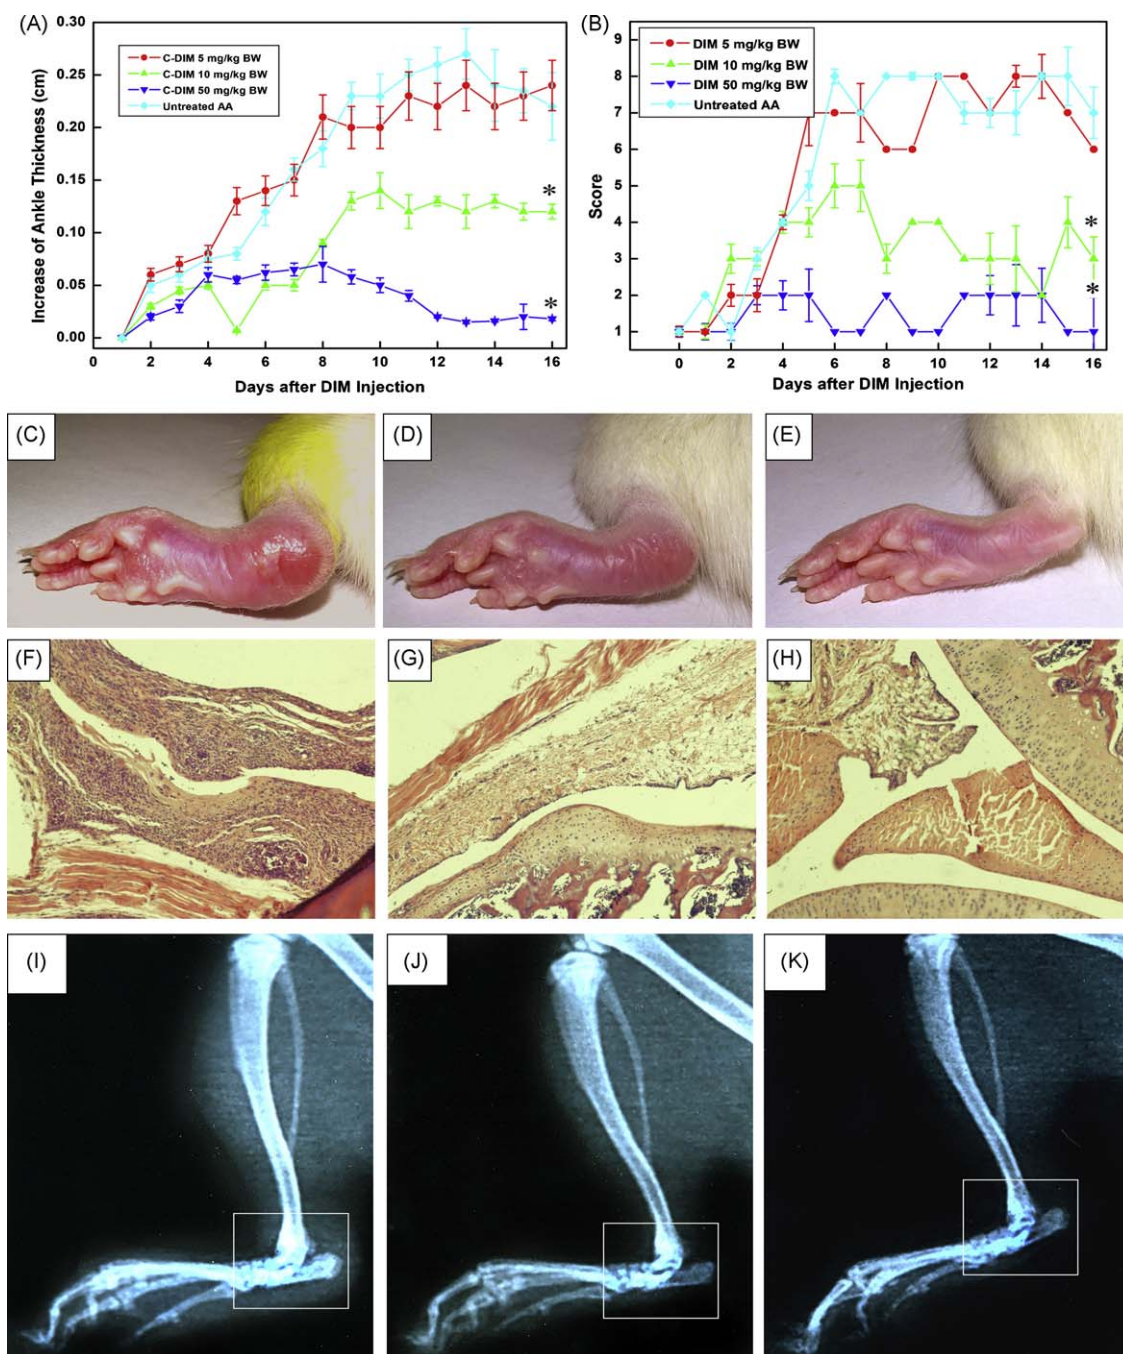 (A)
Increase of Ankle Thickness (cm)
0.30
0.25
0.20
0.15
0.10
0.05
0.00
C-DIM 5 mg/kg BW
C-DIM 10 mg/kg BW
C-DIM 50 mg/kg BW
Untreated AA
*
*
0 2 4 6 8 10 12 14 16
Days after DIM Injection
(B)
Score
9
8
7
6
5
4
3
2
1
DIM 5 mg/kg BW
DIM 10 mg/kg BW
DIM 50 mg/kg BW
Untreated AA
*
*
0 2 4 6 8 10 12 14 16
Days after DIM Injection
(C)
(D)
(E)
(F)
(G)
(H)
(I)
(J)
(K)